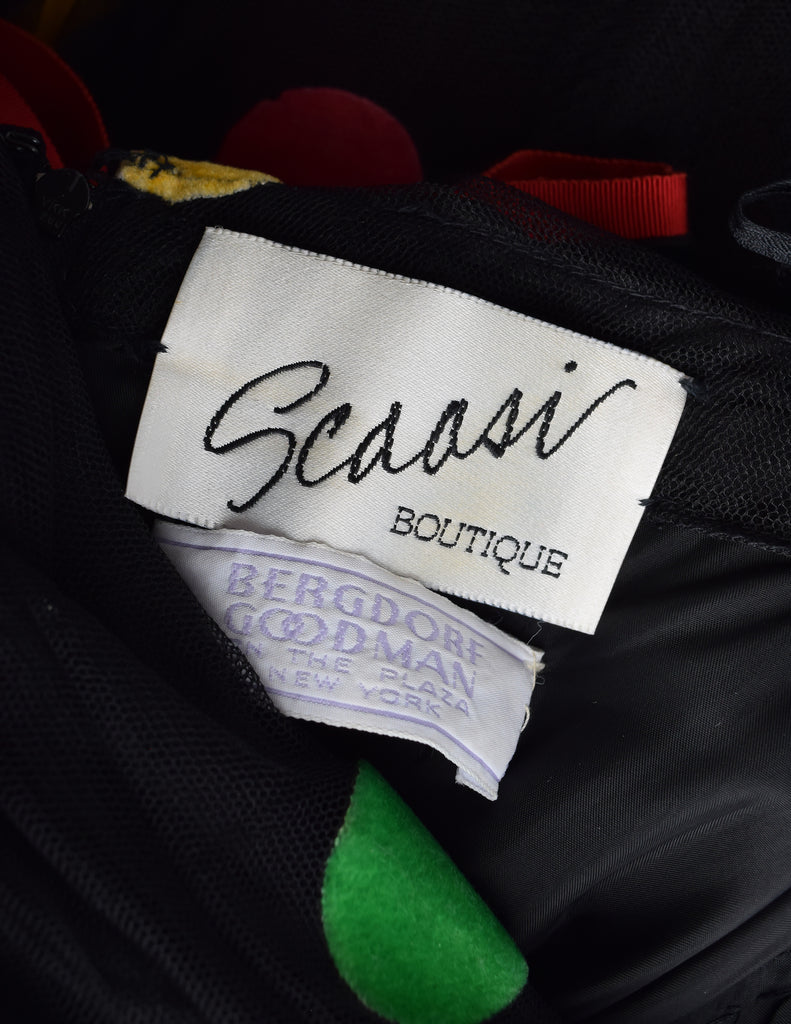 Scaasi
BOUTIQUE
BERGDORF
GOODMAN
ON THE PLAZA
NEW YORK